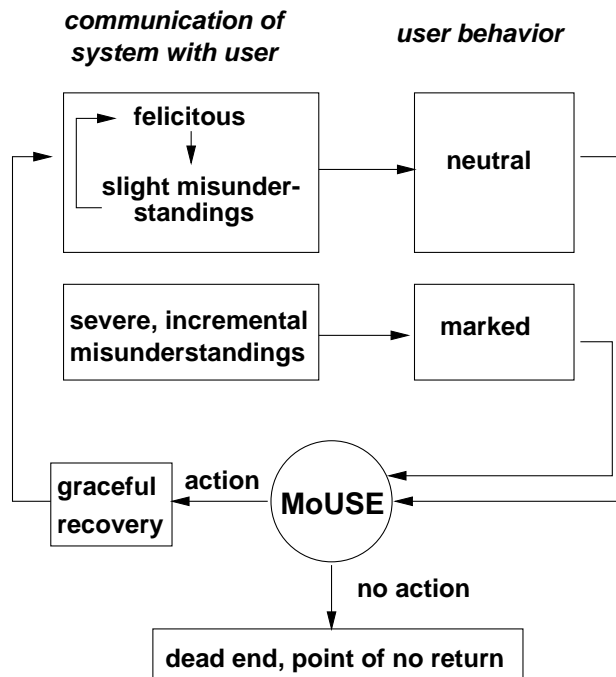 communication of
system with user
user behavior
felicitous
slight misunder-
standings
neutral
severe, incremental
misunderstandings
marked
graceful
recovery
action
MoUSE
no action
dead end, point of no return